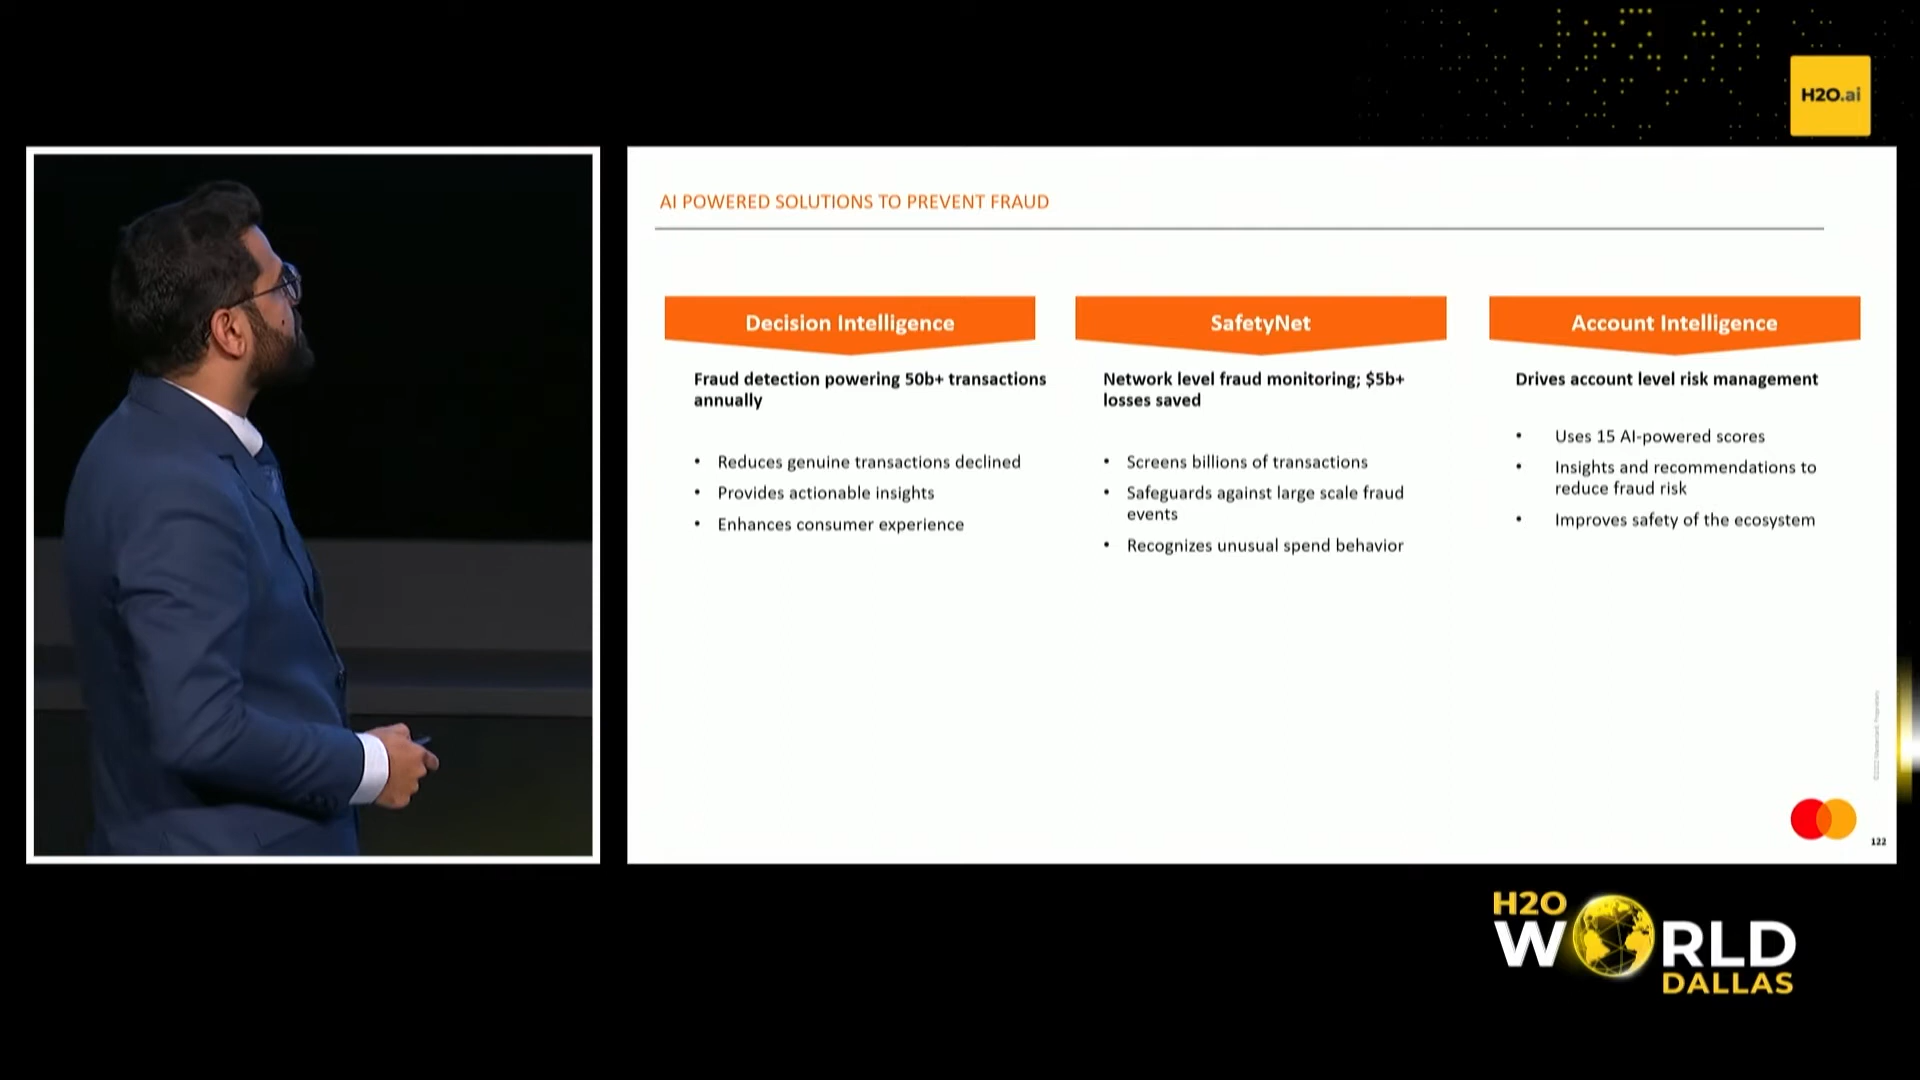 H2O.ai
AI POWERED SOLUTIONS TO PREVENT FRAUD
Decision Intelligence
Fraud detection powering 50b+ transactions
annually
• Reduces genuine transactions declined
• Provides actionable insights
• Enhances consumer experience
SafetyNet
Network level fraud monitoring; $5b+
losses saved
• Screens billions of transactions
• Safeguards against large scale fraud
events
• Recognizes unusual spend behavior
Account Intelligence
Drives account level risk management
• Uses 15 AI-powered scores
• Insights and recommendations to
reduce fraud risk
• Improves safety of the ecosystem
122
H2O
WORLD
DALLAS